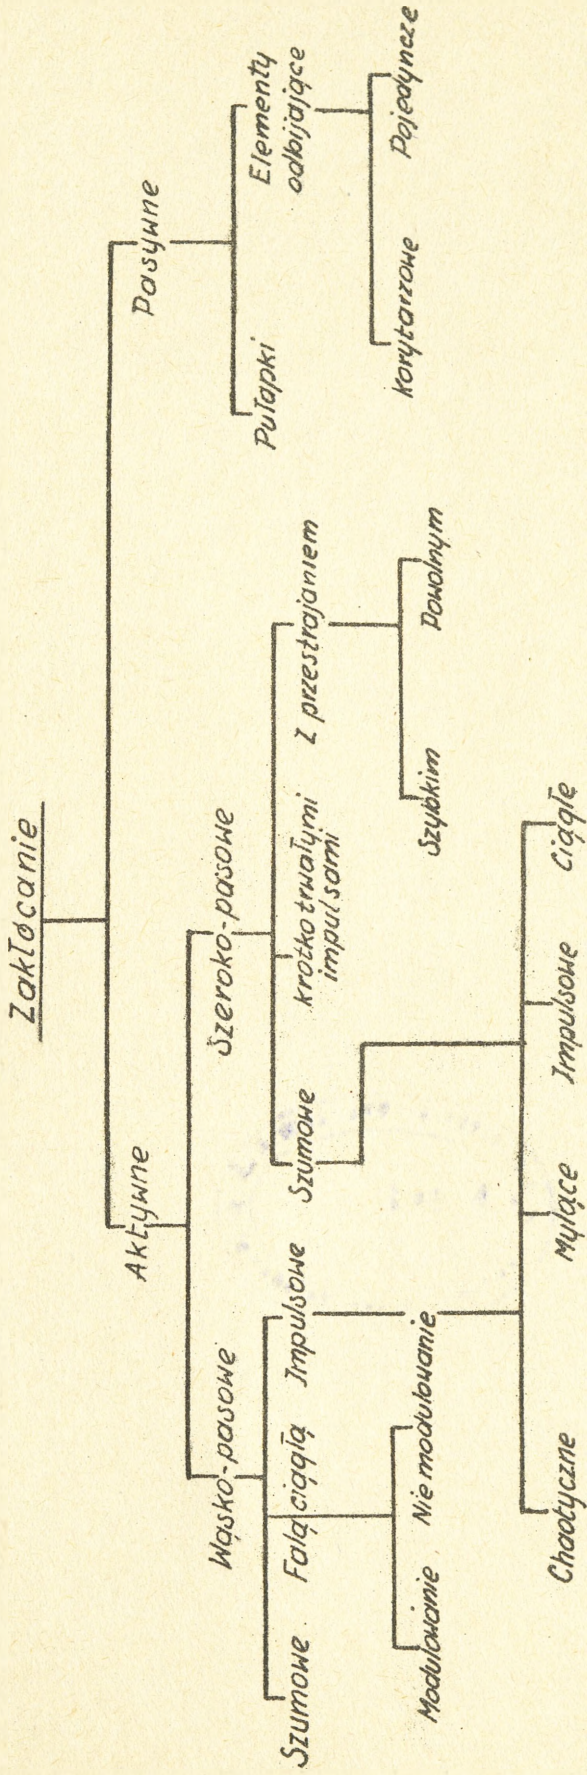 Zakłócanie
Aktywne
Pasywne
Wąsko-pasowe
Szeroko-pasowe
Pułapki
Elementy
odbijające
Szumowe
Falą ciągłą
Impulsowe
Szumowe
krótkotrwałymi
impulsami
Z przestrajaniem
korytarzowe
Pojedyncze
Modulowanie
Nie modulowanie
Szybkim
Powolnym
Chaotyczne
Mylące
Impulsowe
Ciągłę